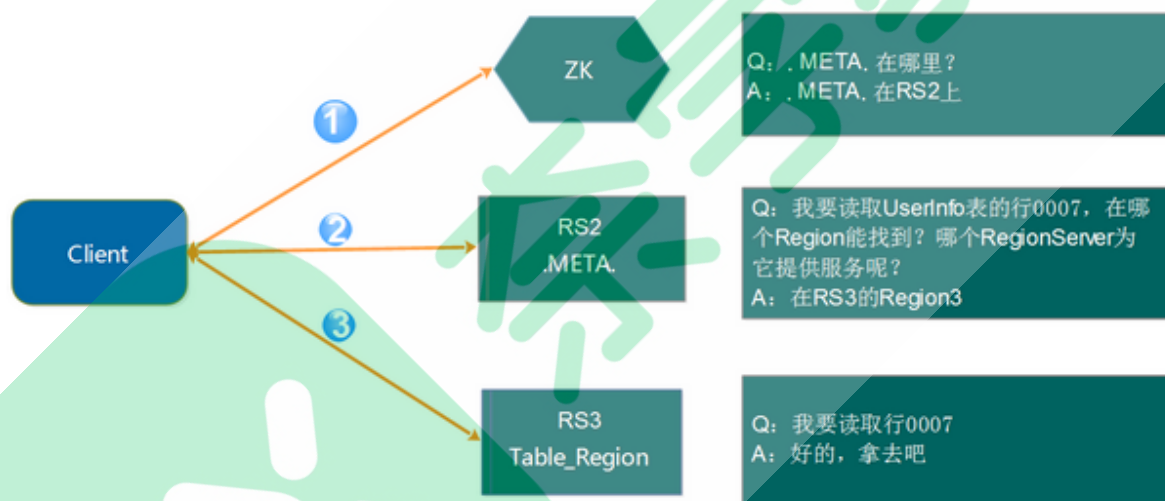 ZK
Q：.META.在哪里？
A：.META.在RS2上
1
Client
2
RS2
.META.
Q：我要读取UserInfo表的行0007，在哪
个Region能找到？哪个RegionServer为
它提供服务呢？
A：在RS3的Region3
3
RS3
Table_Region
Q：我要读取行0007
A：好的，拿去吧